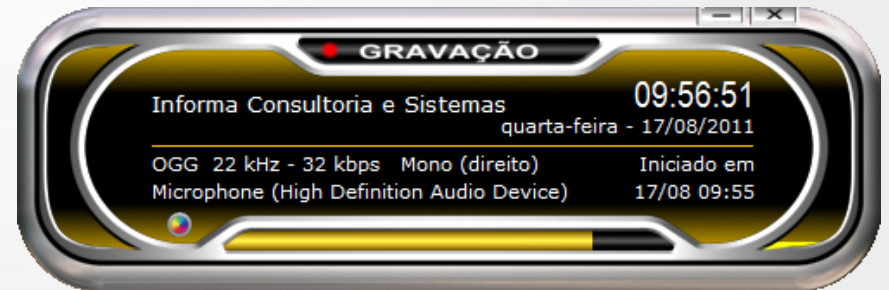 GRAVAÇÃO
Informa Consultoria e Sistemas 09:56:51
quarta-feira - 17/08/2011
OGG 22 kHz - 32 kbps Mono (direito) Iniciado em
Microphone (High Definition Audio Device) 17/08 09:55